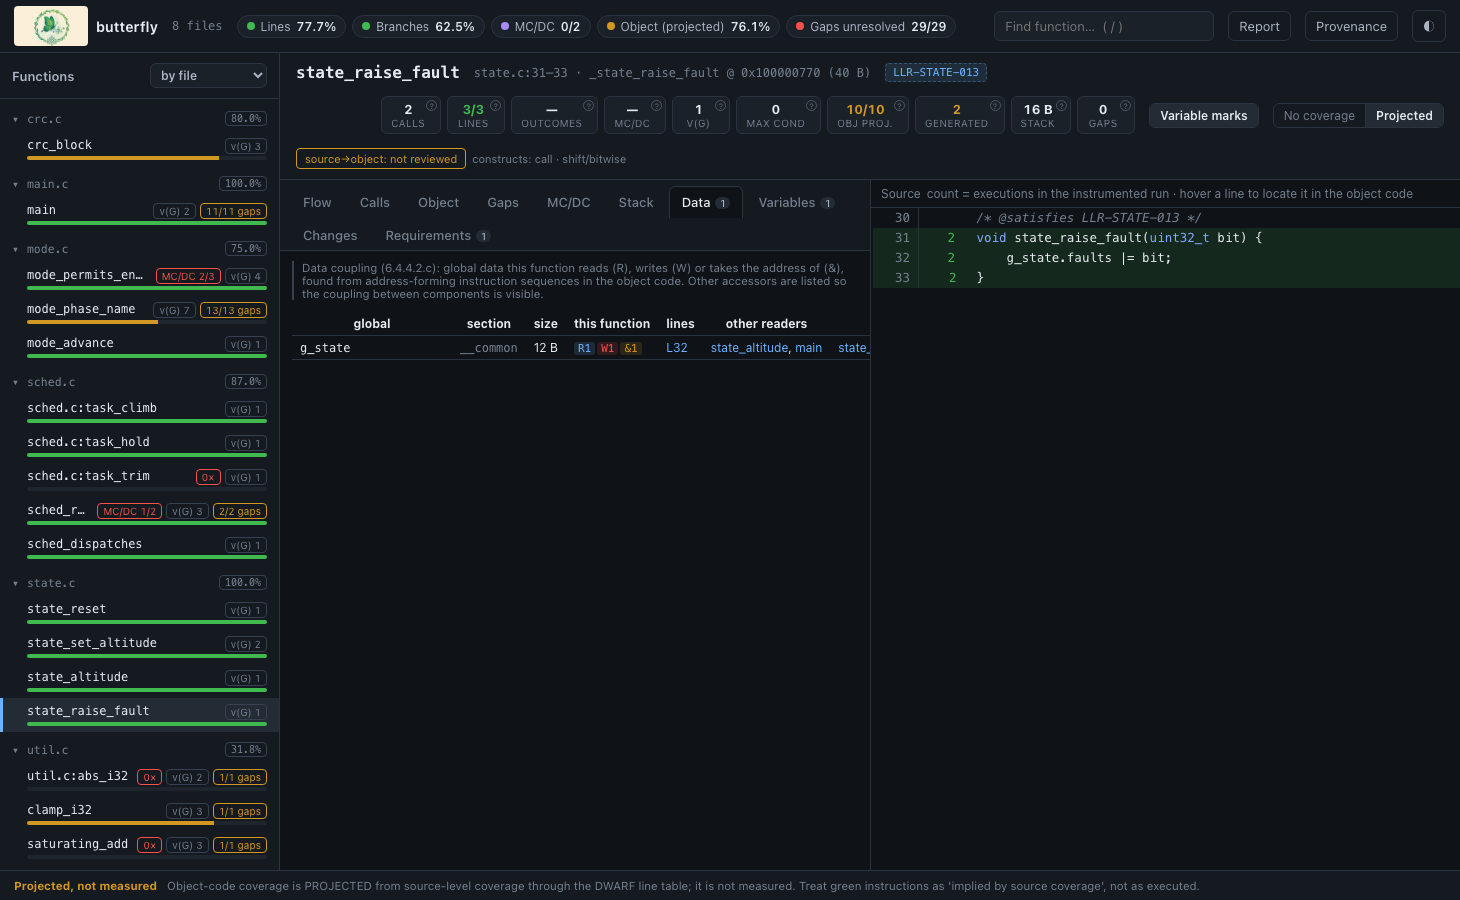 butterfly 8 files Lines 77.7% Branches 62.5% MC/DC 0/2 Object (projected) 76.1% Gaps unresolved 29/29 Find function... ( / ) Report Provenance
Functions by file
crc.c 80.0%
crc_block v(G) 3
main.c 100.0%
main v(G) 2 11/11 gaps
mode.c 75.0%
mode_permits_en… MC/DC 2/3 v(G) 4
mode_phase_name v(G) 7 13/13 gaps
mode_advance v(G) 1
sched.c 87.0%
sched.c:task_climb v(G) 1
sched.c:task_hold v(G) 1
sched.c:task_trim 0× v(G) 1
sched_r… MC/DC 1/2 v(G) 3 2/2 gaps
sched_dispatches v(G) 1
state.c 100.0%
state_reset v(G) 1
state_set_altitude v(G) 2
state_altitude v(G) 1
state_raise_fault v(G) 1
util.c 31.8%
util.c:abs_i32 0× v(G) 2 1/1 gaps
clamp_i32 v(G) 3 1/1 gaps
saturating_add 0× v(G) 3 1/1 gaps
state_raise_fault state.c:31–33 · _state_raise_fault @ 0x100000770 (40 B) LLR-STATE-013
2 ? 3/3 ? — ? — ? 1 ? 0 ? 10/10 ? 2 ? 16 B ? 0 ?
CALLS LINES OUTCOMES MC/DC V(G) MAX COND OBJ PROJ. GENERATED STACK GAPS
Variable marks No coverage Projected
source→object: not reviewed constructs: call · shift/bitwise
Flow Calls Object Gaps MC/DC Stack Data 1 Variables 1
Changes Requirements 1
Data coupling (6.4.4.2.c): global data this function reads (R), writes (W) or takes the address of (&),
found from address-forming instruction sequences in the object code. Other accessors are listed so
the coupling between components is visible.
global section size this function lines other readers
g_state __common 12 B R1 W1 &1 L32 state_altitude, main state_
Source count = executions in the instrumented run · hover a line to locate it in the object code
30 /* @satisfies LLR-STATE-013 */
31 2 void state_raise_fault(uint32_t bit) {
32 2 g_state.faults |= bit;
33 2 }
Projected, not measured Object-code coverage is PROJECTED from source-level coverage through the DWARF line table; it is not measured. Treat green instructions as 'implied by source coverage', not as executed.